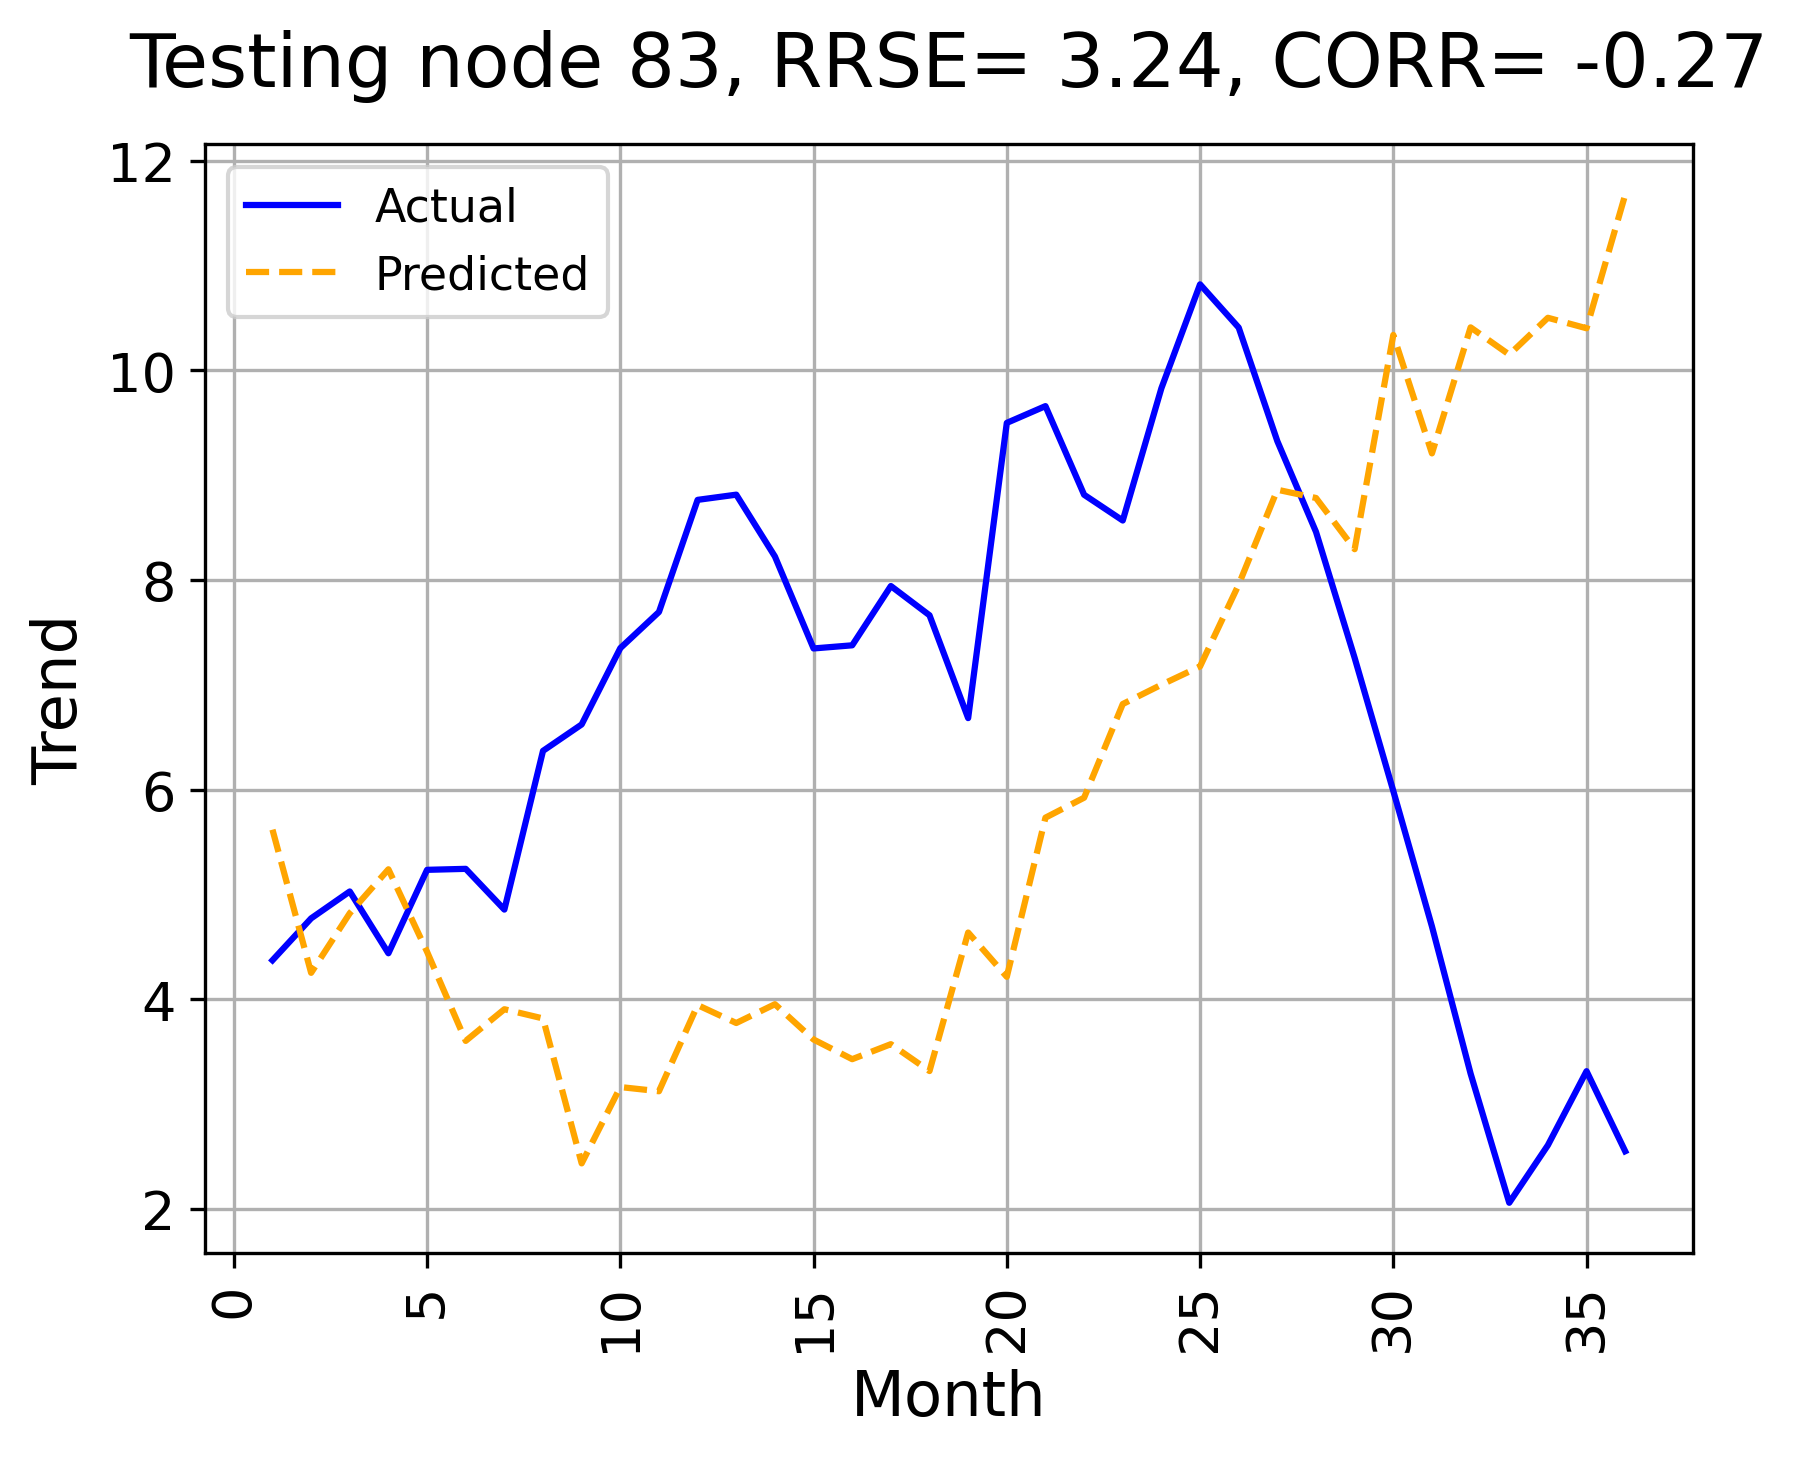 Testing node 83, RRSE= 3.24, CORR= -0.27
Actual
Predicted
12
10
8
6
4
2
Trend
0 5 10 15 20 25 30 35
Month